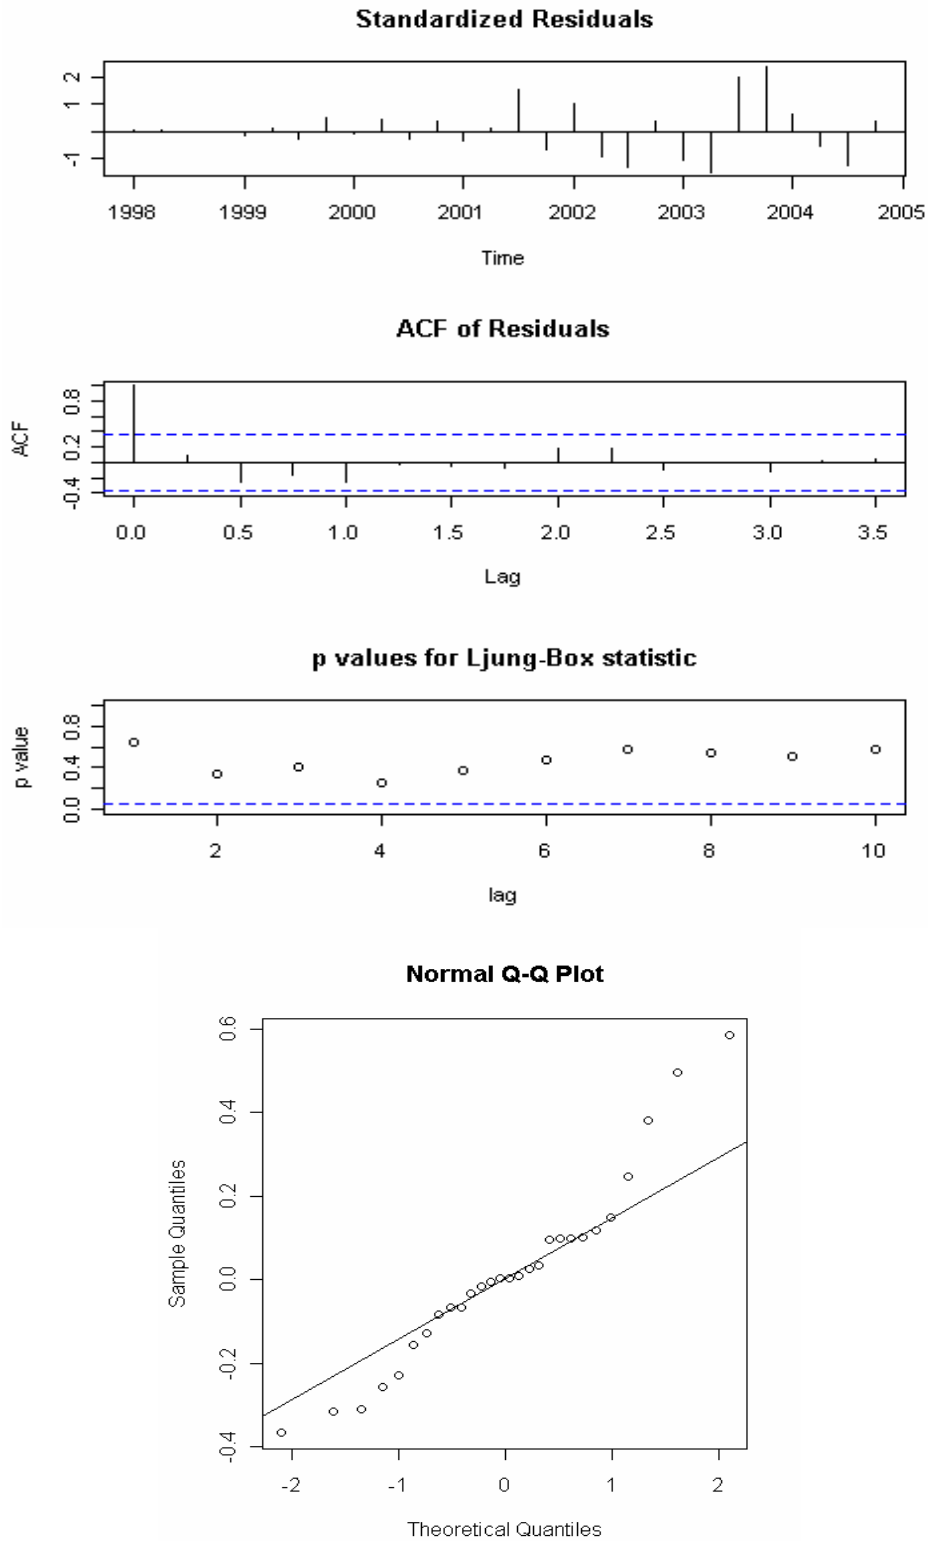 Standardized Residuals
2
1
-1
1998 1999 2000 2001 2002 2003 2004 2005
Time
ACF of Residuals
ACF
0.8
0.2
-0.4
0.0 0.5 1.0 1.5 2.0 2.5 3.0 3.5
Lag
p values for Ljung-Box statistic
p value
0.8
0.4
0.0
2 4 6 8 10
lag
Normal Q-Q Plot
Sample Quantiles
0.6
0.4
0.2
0.0
-0.2
-0.4
-2 -1 0 1 2
Theoretical Quantiles